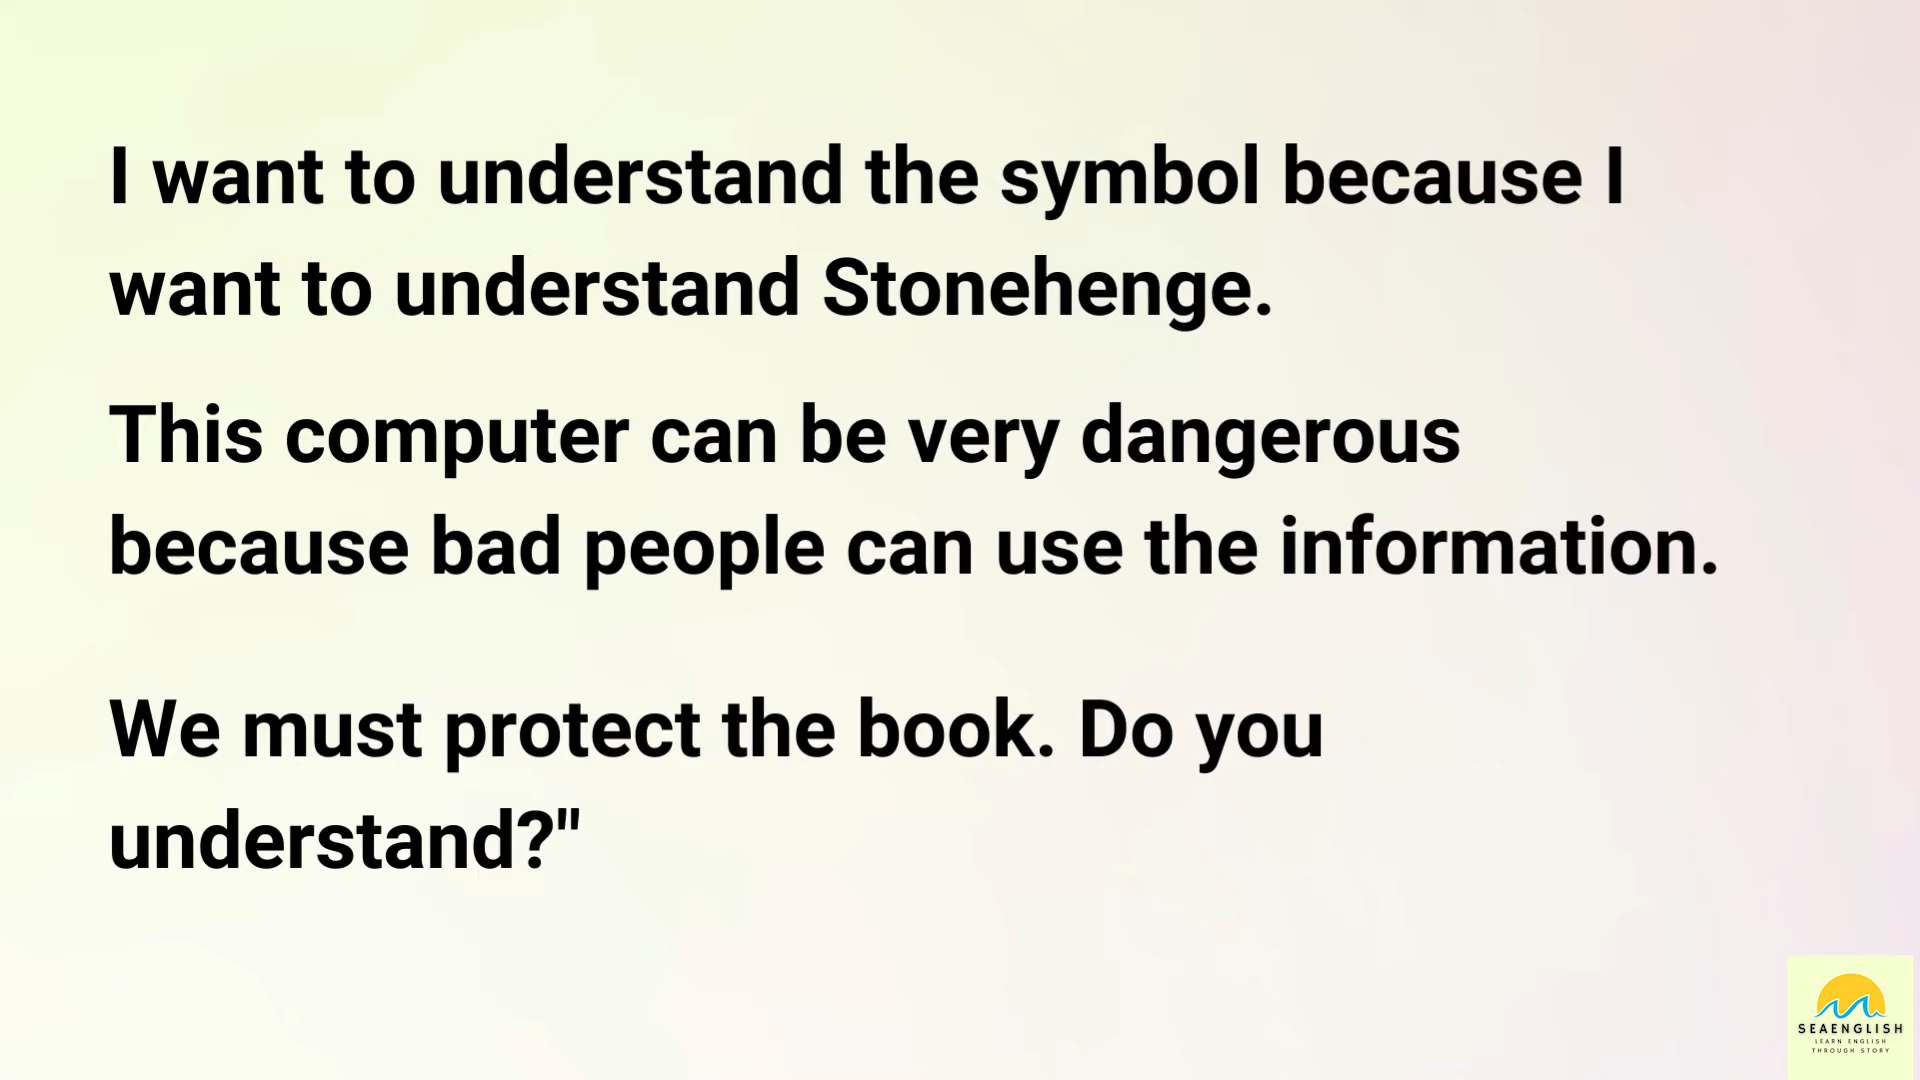 I want to understand the symbol because I
want to understand Stonehenge.
This computer can be very dangerous
because bad people can use the information.
We must protect the book. Do you
understand?"
SEAENGLISH
LEARN ENGLISH
THROUGH STORY